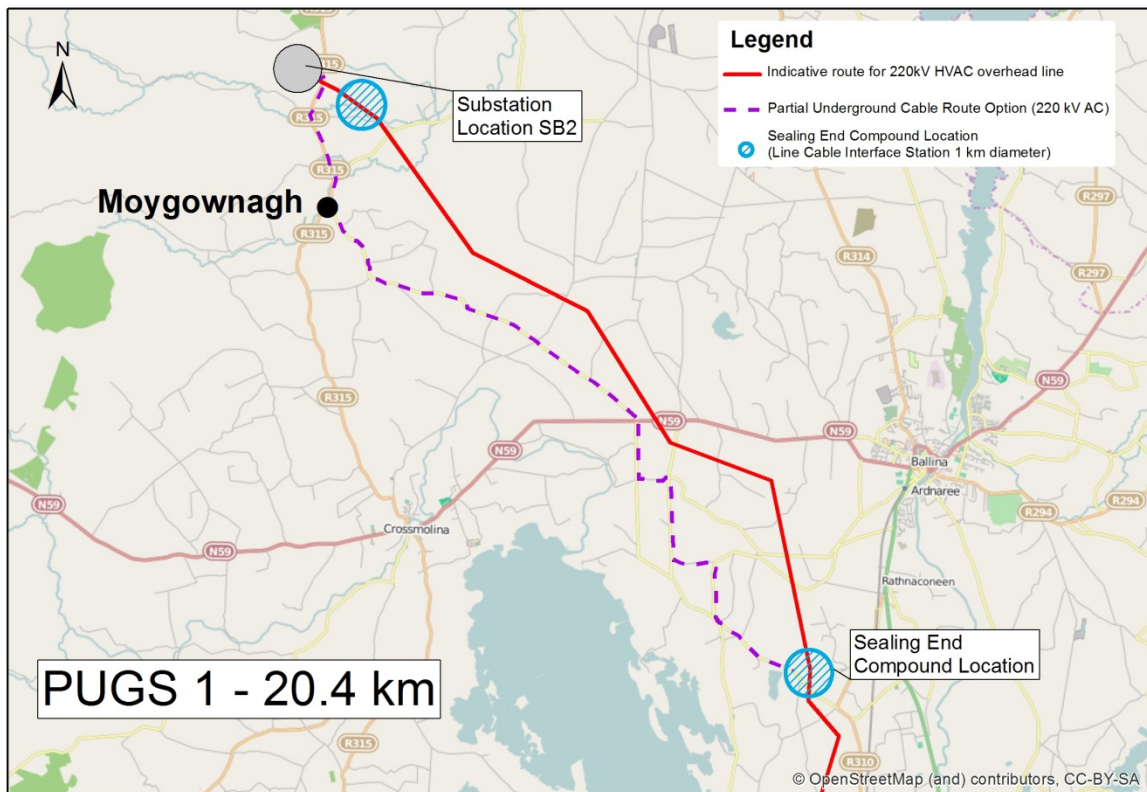 N
R315
Substation
Location SB2
R315
R315
Moygownagh
R315
Legend
Indicative route for 220kV HVAC overhead line
Partial Underground Cable Route Option (220 kV AC)
Sealing End Compound Location
(Line Cable Interface Station 1 km diameter)
R297
R297
R314
R315
N59
N59
N59
N59
N59
N59
Ballina
Ardnaree
R294
R294
Crossmolina
Rathnaconeen
Sealing End
Compound Location
PUGS 1 - 20.4 km
R315
R310
© OpenStreetMap (and) contributors, CC-BY-SA